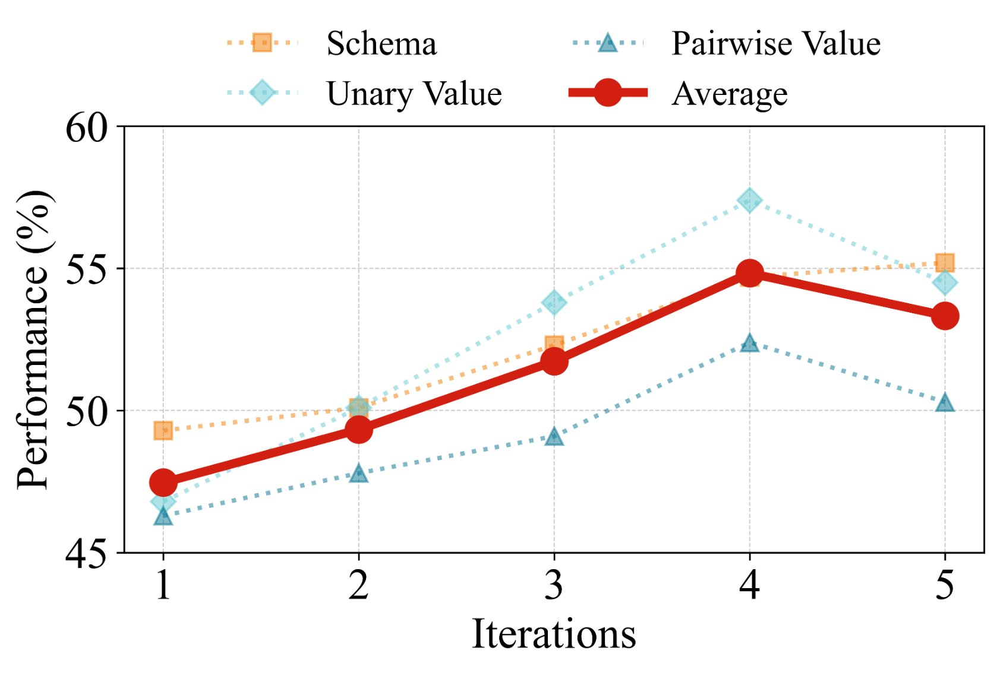 Schema
Pairwise Value
Unary Value
Average
Performance (%)
60
55
50
45
1 2 3 4 5
Iterations